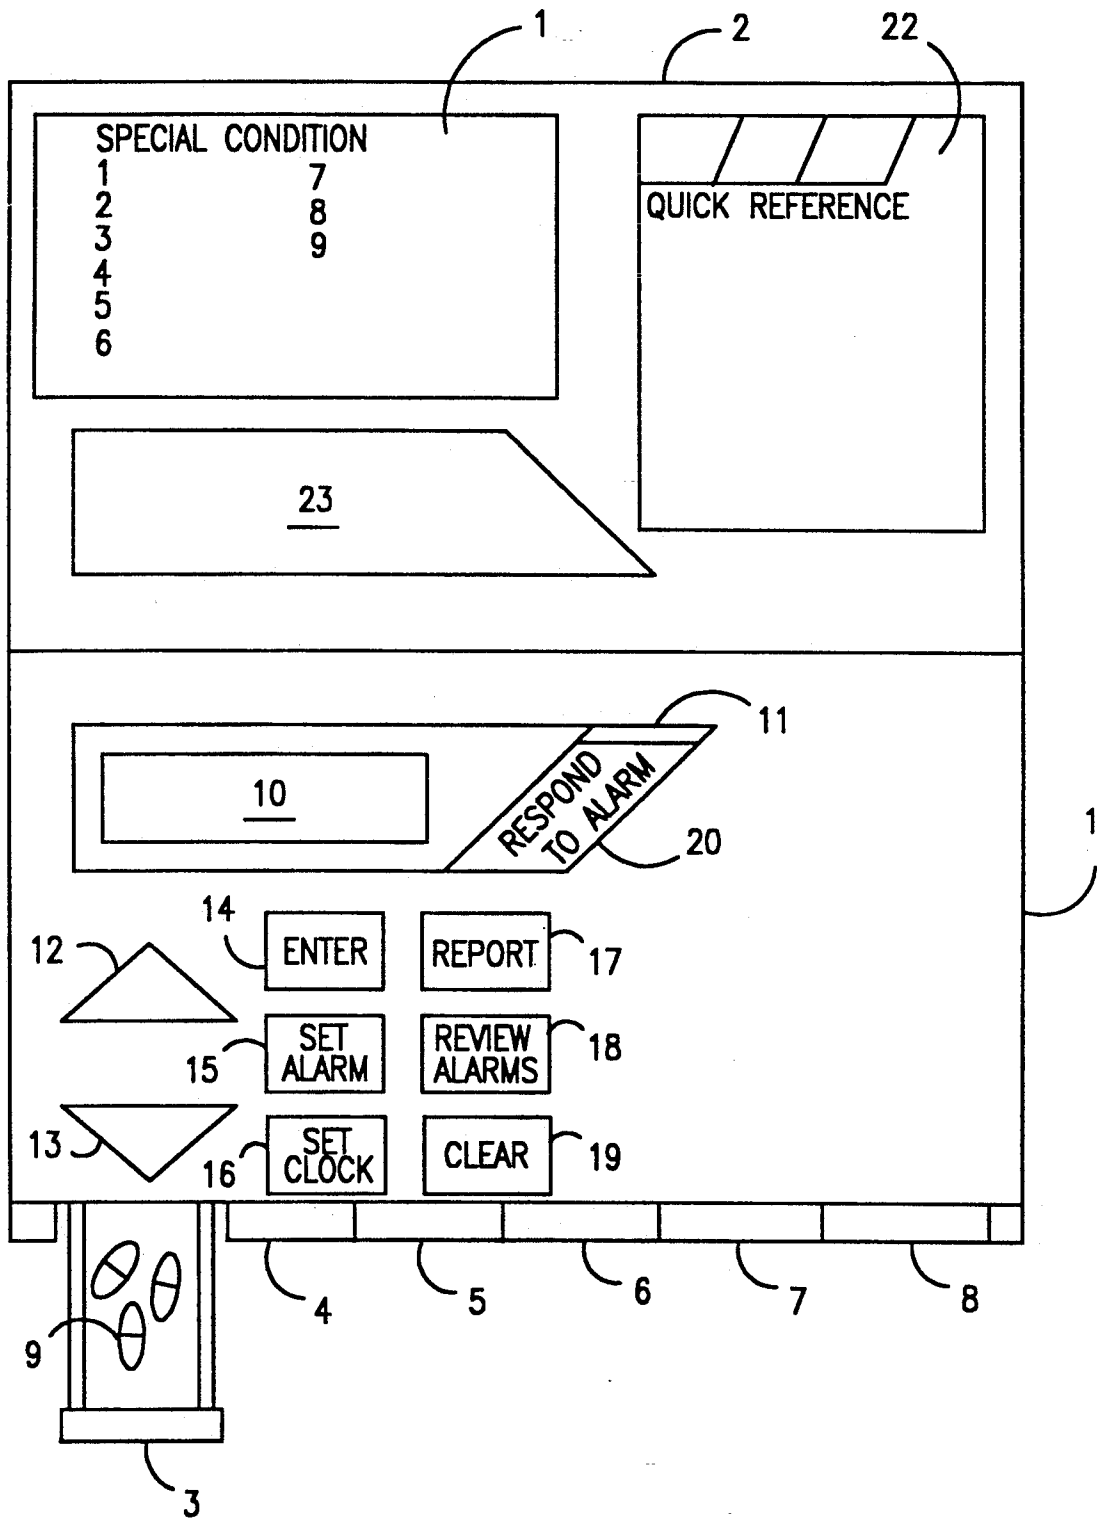 1
2
22
SPECIAL CONDITION
1 7
2 8
3 9
4
5
6
QUICK REFERENCE
23
11
10
RESPOND
TO ALARM
20
1
14
ENTER
REPORT
17
12
15
SET
ALARM
REVIEW
ALARMS
18
13
16
SET
CLOCK
CLEAR
19
4
5
6
7
8
9
3